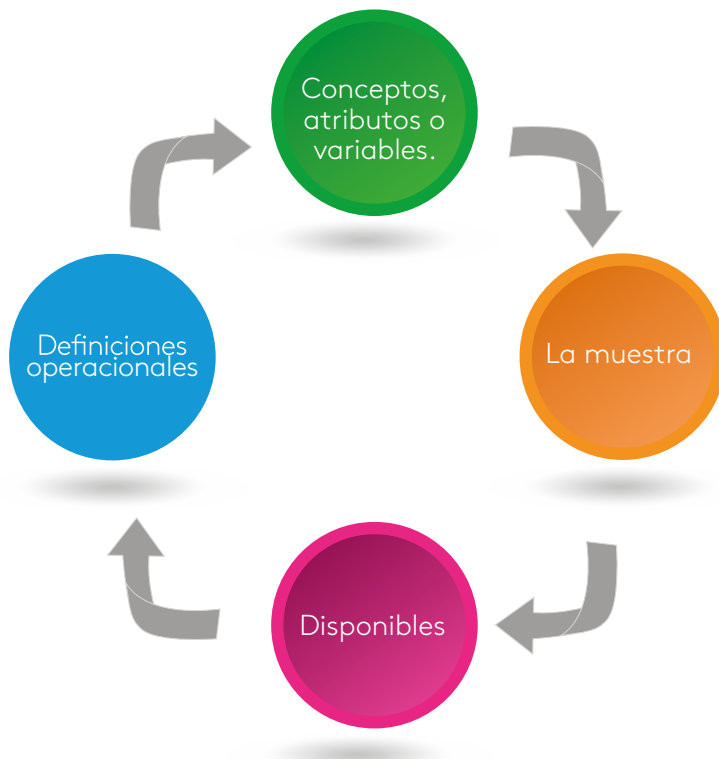 Conceptos,
atributos o
variables.
La muestra
Disponibles
Definiciones
operacionales